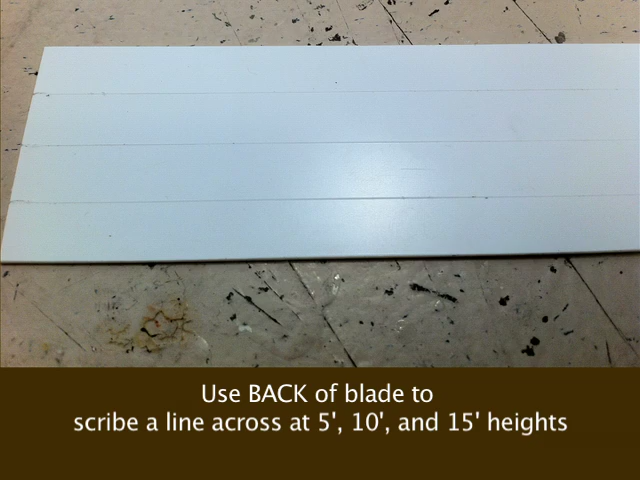 Use BACK of blade to
scribe a line across at 5', 10', and 15' heights